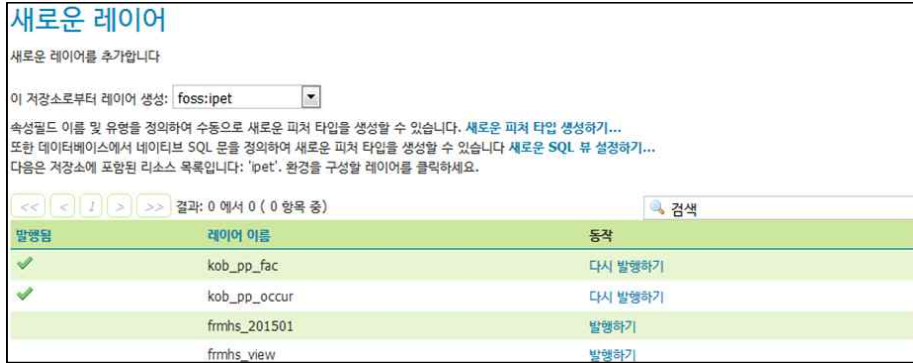 새로운 레이어
새로운 레이어를 추가합니다
이 저장소로부터 레이어 생성: foss:ipet
속성필드 이름 및 유형을 정의하여 수동으로 새로운 피처 타입을 생성할 수 있습니다. 새로운 피처 타입 생성하기...
또한 데이터베이스에서 네이티브 SQL 문을 정의하여 새로운 피처 타입을 생성할 수 있습니다 새로운 SQL 뷰 설정하기...
다음은 저장소에 포함된 리소스 목록입니다: 'ipet'. 환경을 구성할 레이어를 클릭하세요.
<< < 1 > >> 결과: 0 에서 0 ( 0 항목 중) 검색
발행됨 레이어 이름 동작
kob_pp_fac 다시 발행하기
kob_pp_occur 다시 발행하기
frmhs_201501 발행하기
frmhs_view 발행하기